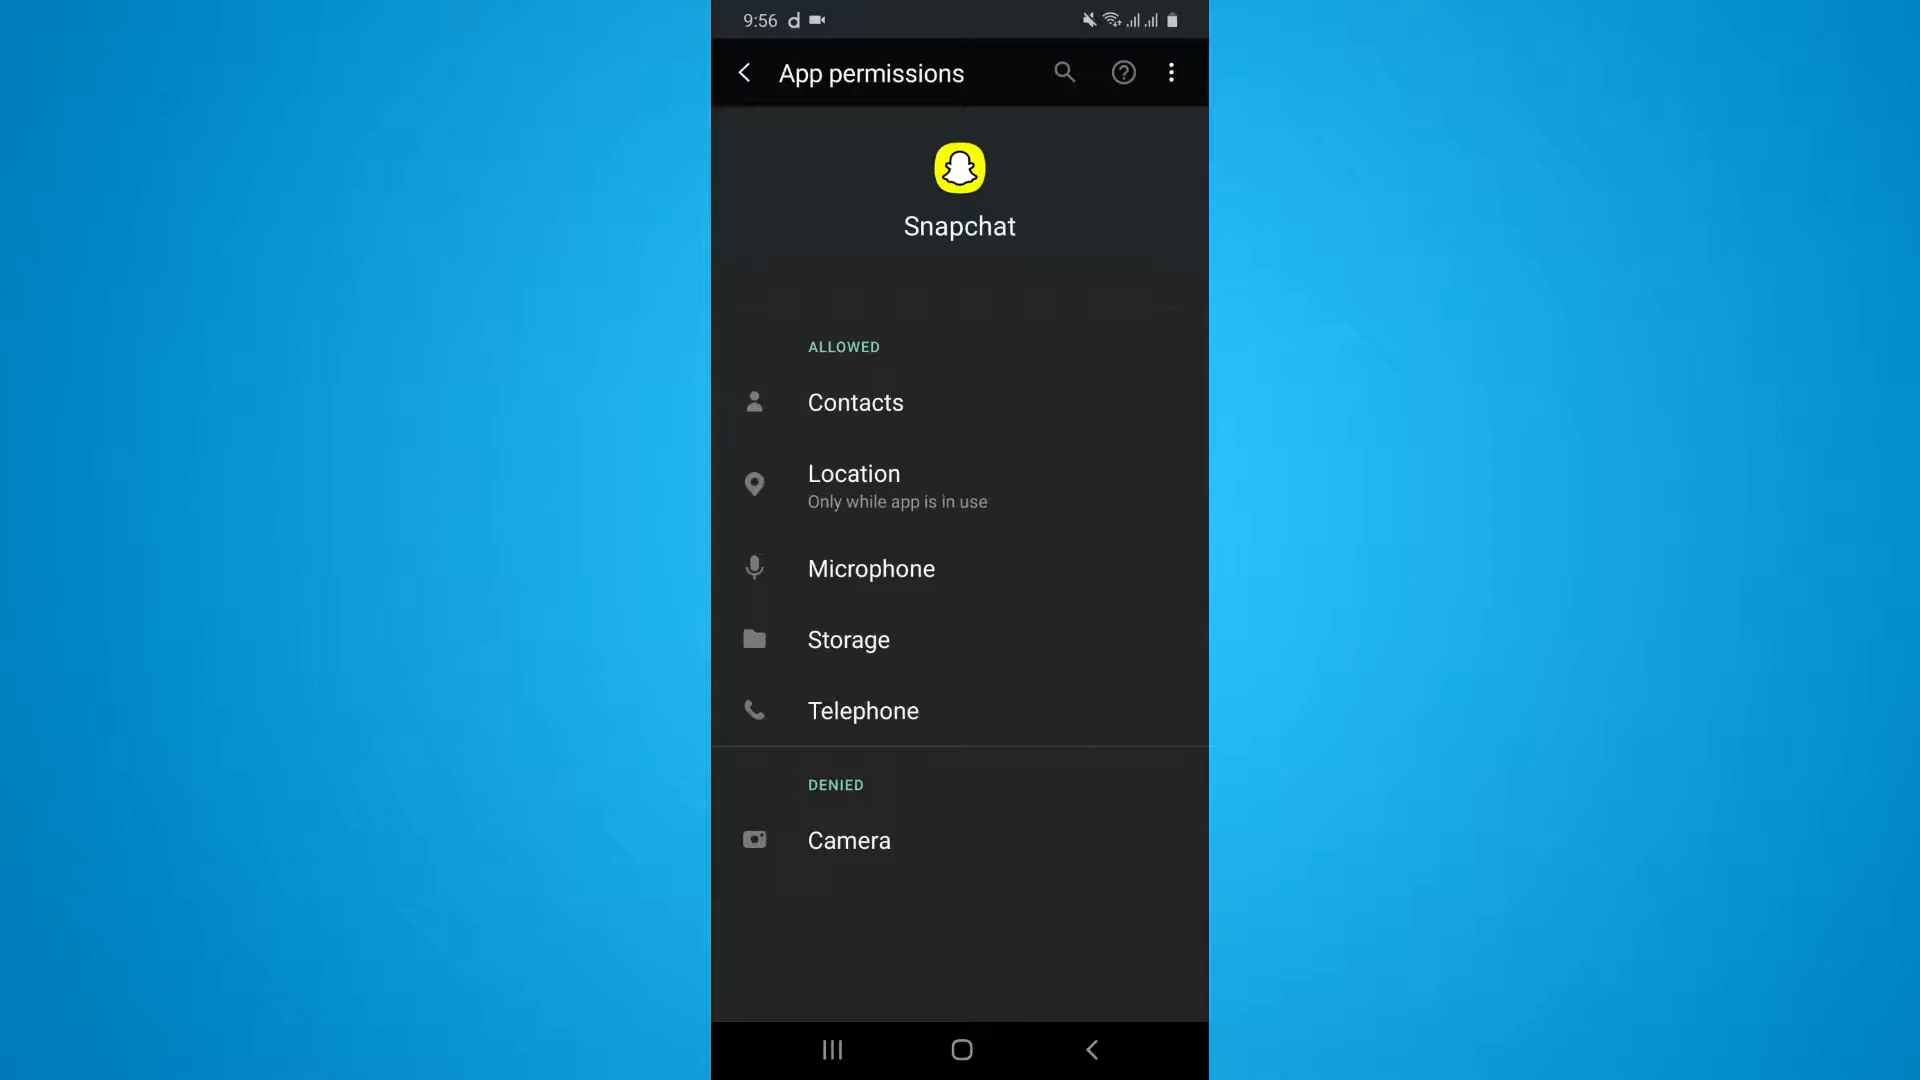 9:56
App permissions
Snapchat
ALLOWED
Contacts
Location
Only while app is in use
Microphone
Storage
Telephone
DENIED
Camera